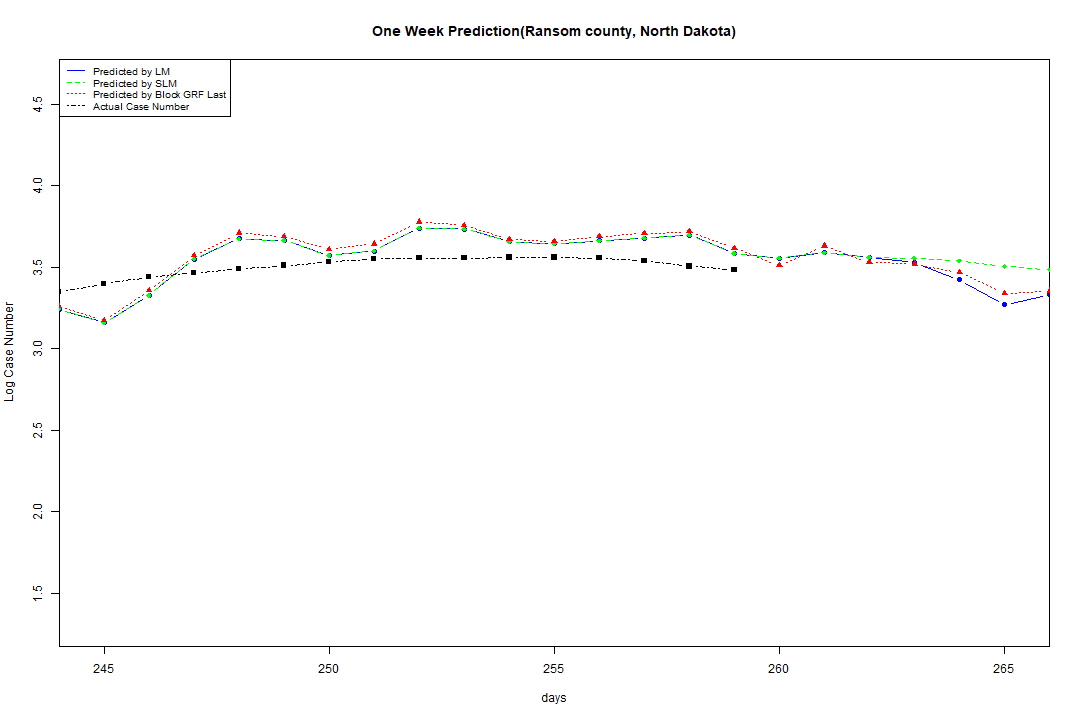 One Week Prediction(Ransom county, North Dakota)
Predicted by LM
Predicted by SLM
Predicted by Block GRF Last
Actual Case Number
4.5
4.0
3.5
3.0
2.5
2.0
1.5
Log Case Number
245 250 255 260 265
days